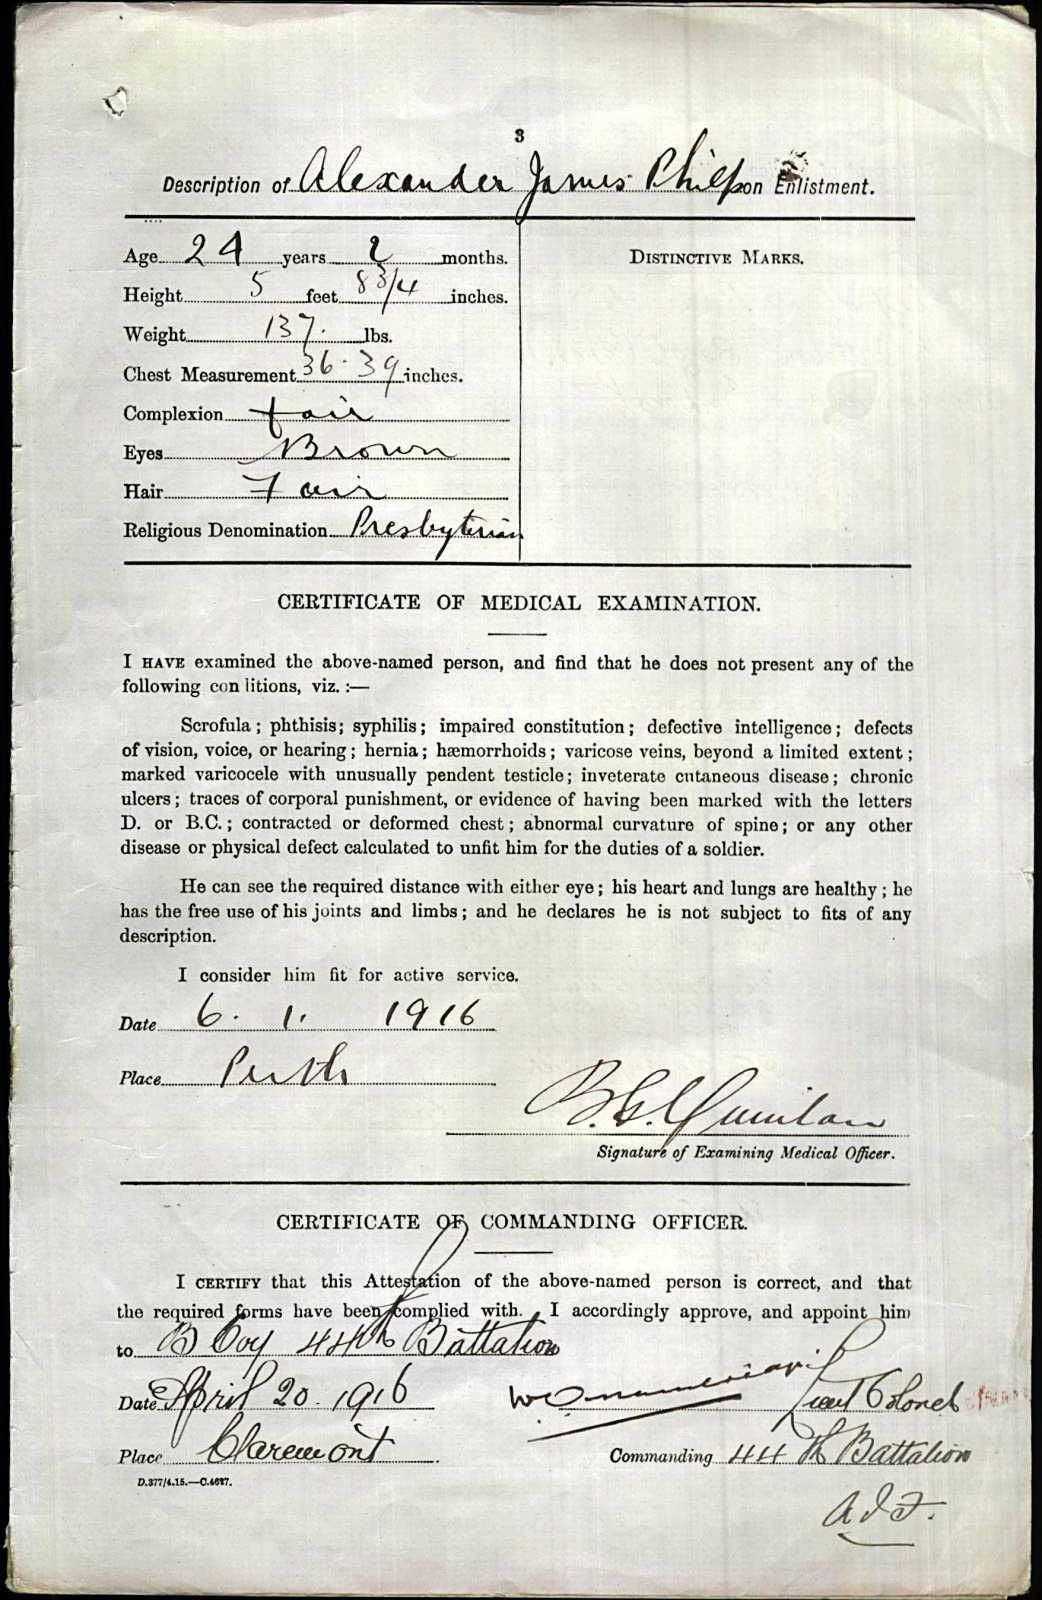 3
Description of Alexander James Philp on Enlistment.
Age 24 years 2 months.
Height 5 feet 8 3/4 inches.
Weight 137. lbs.
Chest Measurement 36-39 inches.
Complexion fair
Eyes Brown
Hair Fair
Religious Denomination Presbyterian
DISTINCTIVE MARKS.
CERTIFICATE OF MEDICAL EXAMINATION.
I HAVE examined the above-named person, and find that he does not present any of the
following con litions, viz. :—
Scrofula ; phthisis; syphilis ; impaired constitution ; defective intelligence ; defects
of vision, voice, or hearing ; hernia ; hæmorrhoids ; varicose veins, beyond a limited extent ;
marked varicocele with unusually pendent testicle ; inveterate cutaneous disease ; chronic
ulcers ; traces of corporal punishment, or evidence of having been marked with the letters
D. or B.C. ; contracted or deformed chest ; abnormal curvature of spine ; or any other
disease or physical defect calculated to unfit him for the duties of a soldier.
He can see the required distance with either eye ; his heart and lungs are healthy ; he
has the free use of his joints and limbs ; and he declares he is not subject to fits of any
description.
I consider him fit for active service.
Date 6. 1. 1916
Place Perth
B.G. Quinlan
Signature of Examining Medical Officer.
CERTIFICATE OF COMMANDING OFFICER.
I CERTIFY that this Attestation of the above-named person is correct, and that
the required forms have been complied with. I accordingly approve, and appoint him
to B Coy 44th Battalion
Date April 20. 1916
Lieut Colonel
Place Claremont
Commanding 44th Battalion
D.377/4.15.—C.4627.
A.I.F.